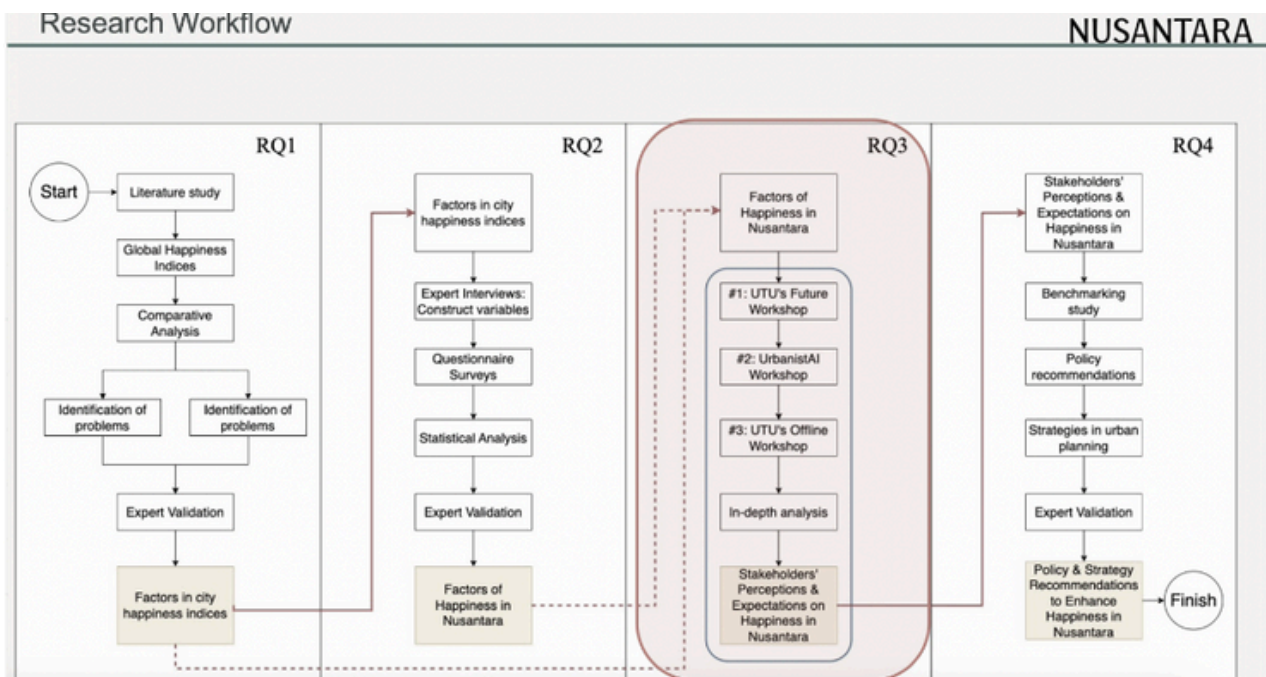 Research Workflow
NUSANTARA
RQ1
Start
Literature study
Global Happiness
Indices
Comparative
Analysis
Identification of
problems
Identification of
problems
Expert Validation
Factors in city
happiness indices
RQ2
Factors in city
happiness indices
Expert Interviews:
Construct variables
Questionnaire
Surveys
Statistical Analysis
Expert Validation
Factors of
Happiness in
Nusantara
RQ3
Factors of
Happiness in
Nusantara
#1: UTU's Future
Workshop
#2: UrbanistAI
Workshop
#3: UTU's Offline
Workshop
In-depth analysis
Stakeholders'
Perceptions &
Expectations on
Happiness in
Nusantara
RQ4
Stakeholders'
Perceptions &
Expectations on
Happiness in
Nusantara
Benchmarking
study
Policy
recommendations
Strategies in urban
planning
Expert Validation
Policy & Strategy
Recommendations
to Enhance
Happiness in
Nusantara
Finish